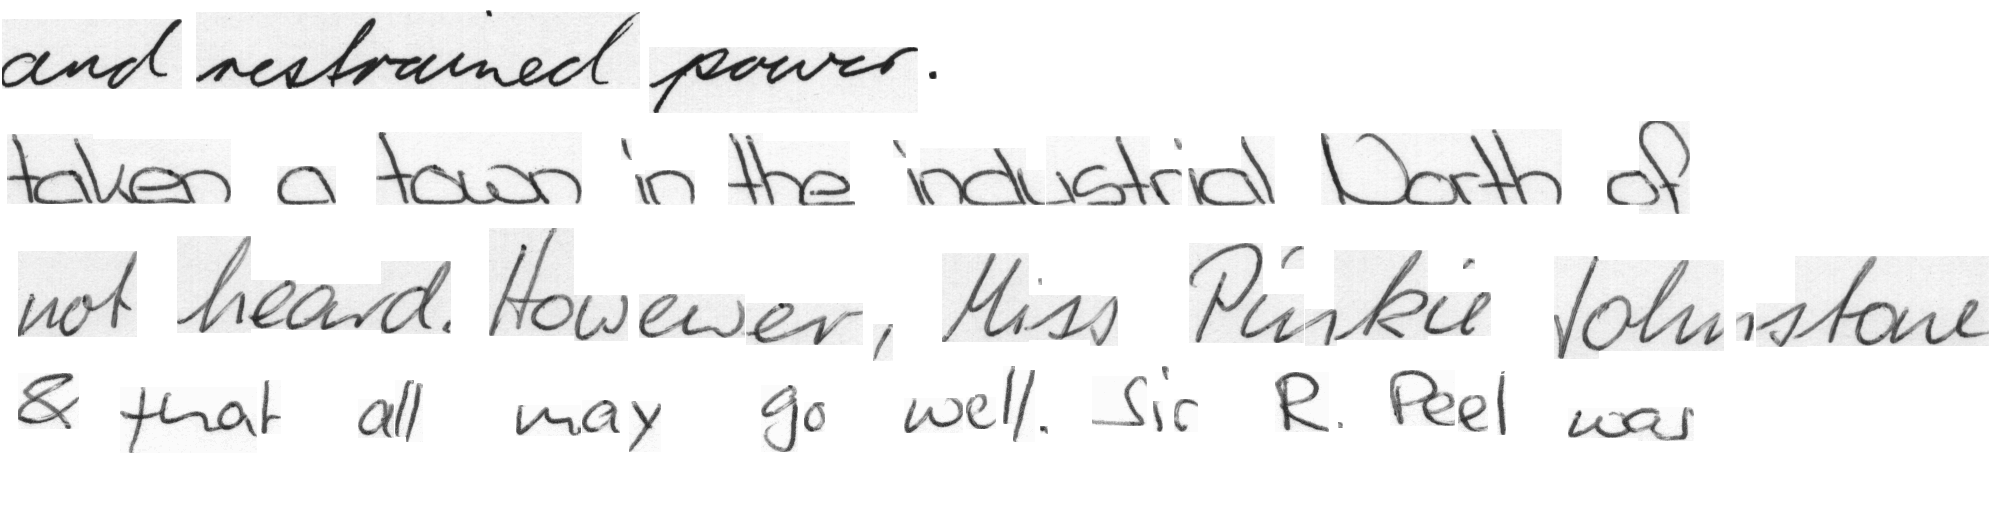 and restrained power.
taken a town in the industrial North of
not heard. However, Miss Pinkie Johnstone
& that all may go well. Sir R. Peel was